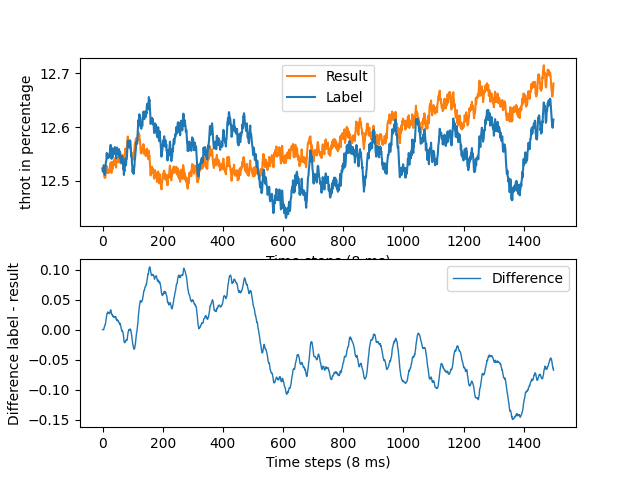 throt in percentage
12.7
12.6
12.5
Result
Label
0 200 400 600 800 1000 1200 1400
Time steps (8 ms)
Difference label - result
0.10
0.05
0.00
−0.05
−0.10
−0.15
Difference
0 200 400 600 800 1000 1200 1400
Time steps (8 ms)